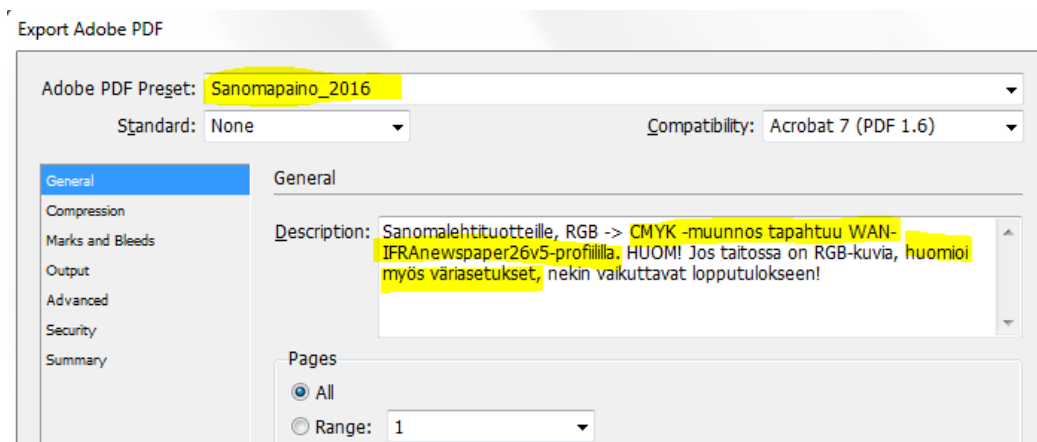 Export Adobe PDF
Adobe PDF Preset: Sanomapaino_2016
Standard: None Compatibility: Acrobat 7 (PDF 1.6)
General
Compression
Marks and Bleeds
Output
Advanced
Security
Summary
General
Description: Sanomalehtituotteille, RGB -> CMYK -muunnos tapahtuu WAN-
IFRAnewspaper26v5-profiililla. HUOM! Jos taitossa on RGB-kuvia, huomioi
myös väriasetukset, nekin vaikuttavat lopputulokseen!
Pages
All
Range: 1